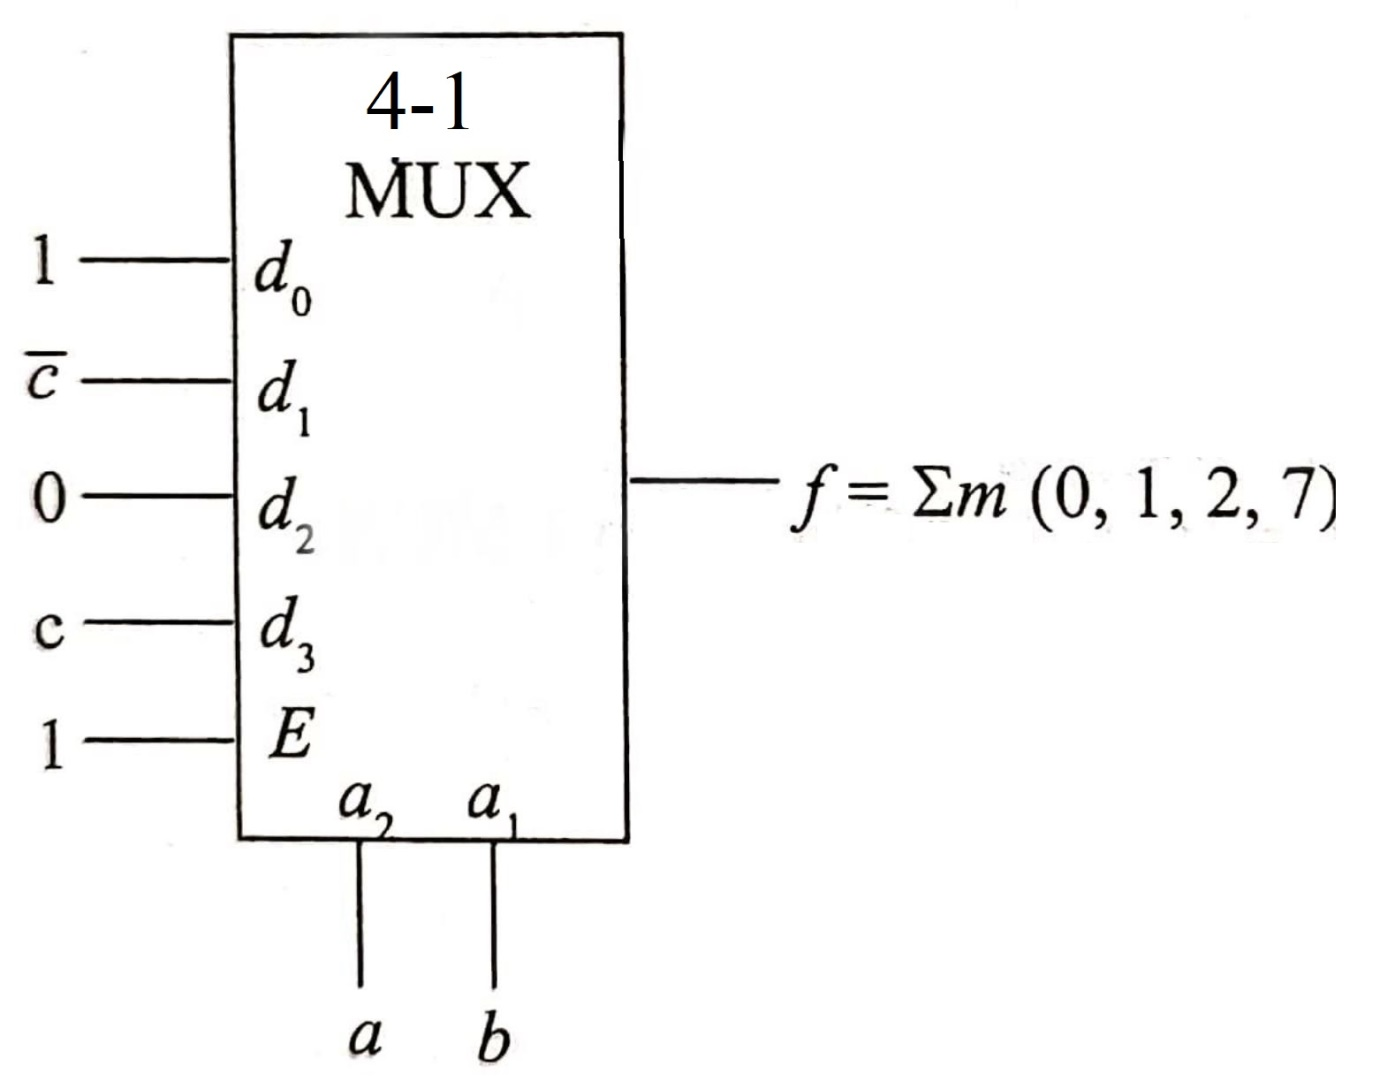 4-1
MUX
1 d₀
c̅ d₁
0 d₂
f = Σm (0, 1, 2, 7)
c d₃
1 E
a₂ a₁
a b